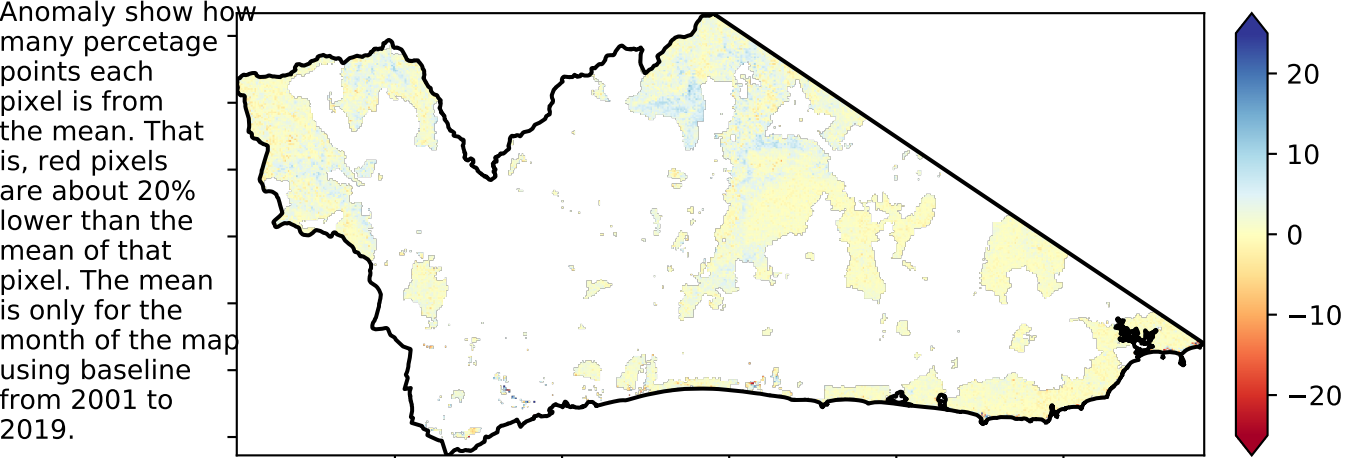 Anomaly show how
many percetage
points each
pixel is from
the mean. That
is, red pixels
are about 20%
lower than the
mean of that
pixel. The mean
is only for the
month of the map
using baseline
from 2001 to
2019.
20
10
0
−10
−20